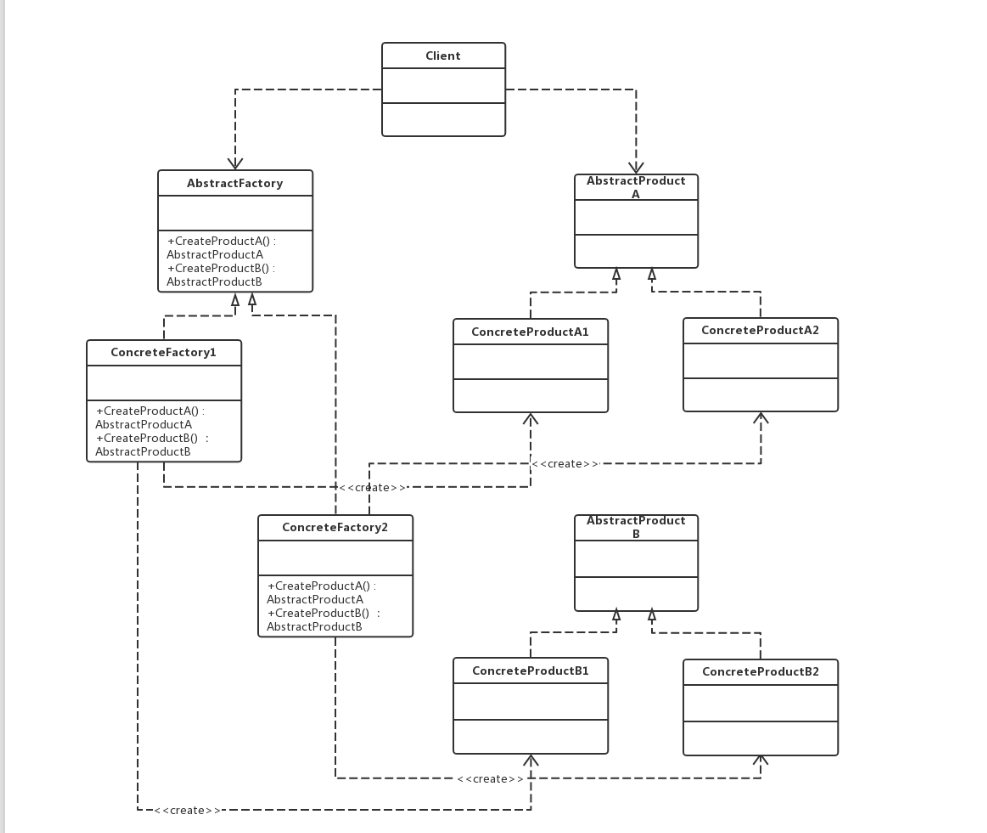 Client
AbstractFactory
+CreateProductA() :
AbstractProductA
+CreateProductB() :
AbstractProductB
AbstractProduct
A
ConcreteProductA1
ConcreteProductA2
ConcreteFactory1
+CreateProductA() :
AbstractProductA
+CreateProductB() :
AbstractProductB
<<create>>
<<create>>
ConcreteFactory2
+CreateProductA() :
AbstractProductA
+CreateProductB() :
AbstractProductB
AbstractProduct
B
ConcreteProductB1
ConcreteProductB2
<<create>>
<<create>>